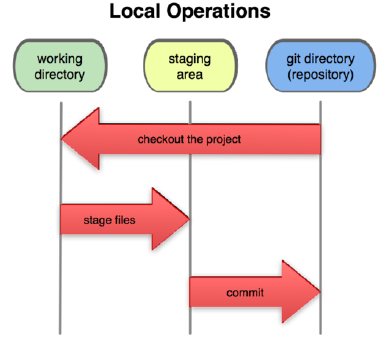 Local Operations
working
directory
staging
area
git directory
(repository)
checkout the project
stage files
commit